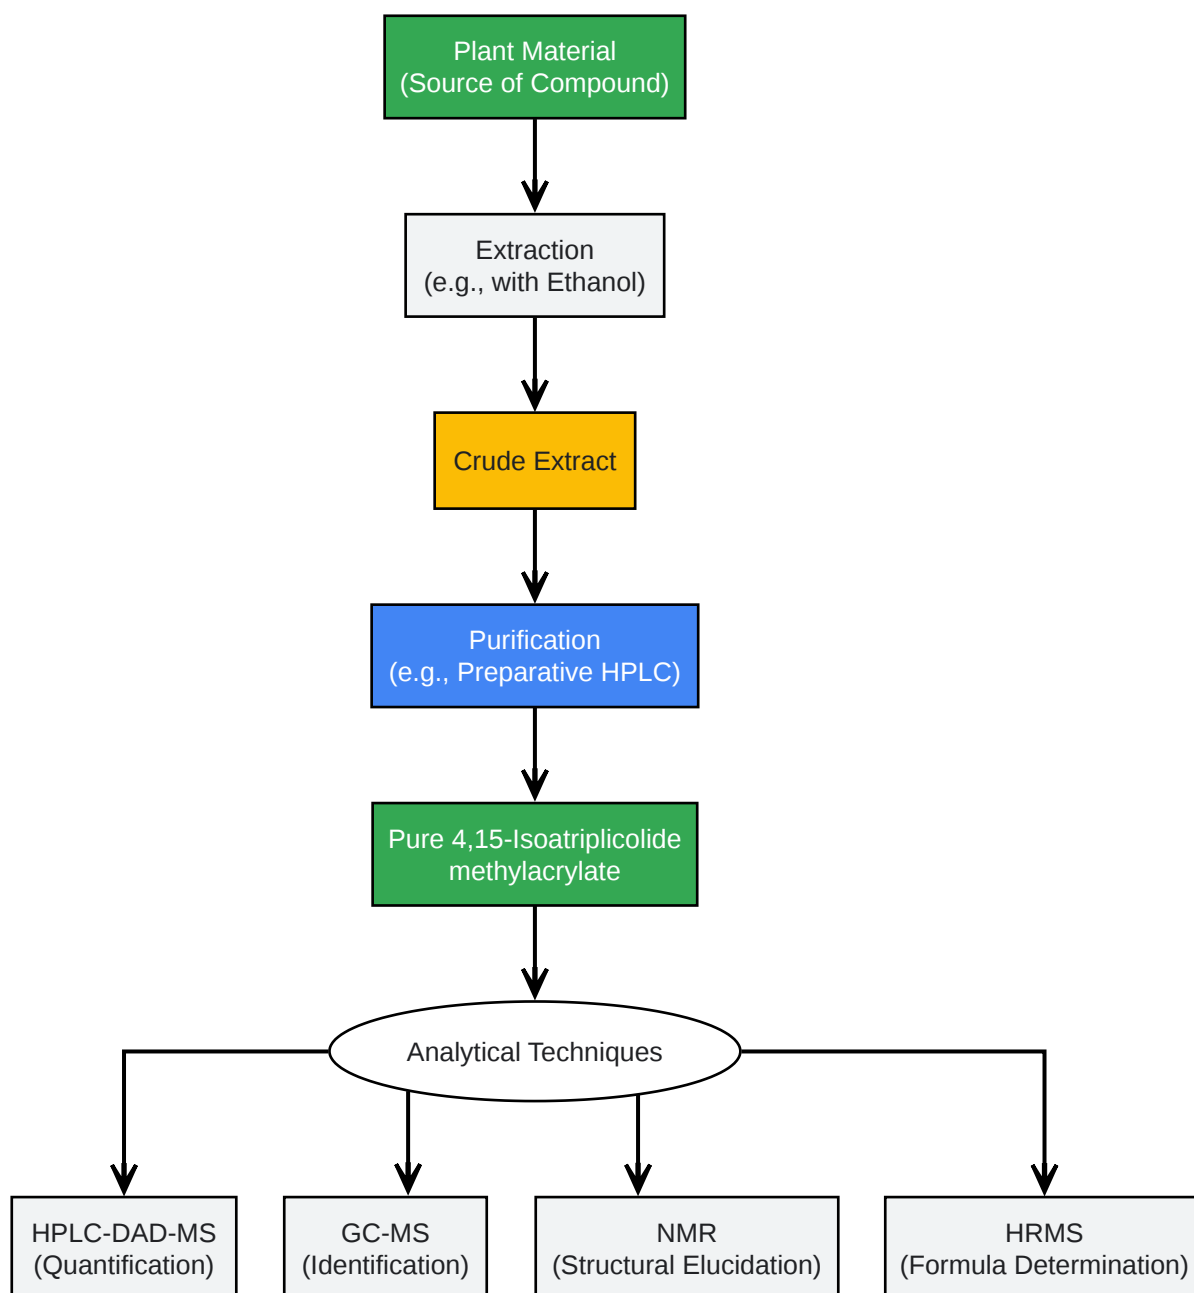 Plant Material
(Source of Compound)
Extraction
(e.g., with Ethanol)
Crude Extract
Purification
(e.g., Preparative HPLC)
Pure 4,15-Isoatriplicolide
methylacrylate
Analytical Techniques
HPLC-DAD-MS
(Quantification)
GC-MS
(Identification)
NMR
(Structural Elucidation)
HRMS
(Formula Determination)